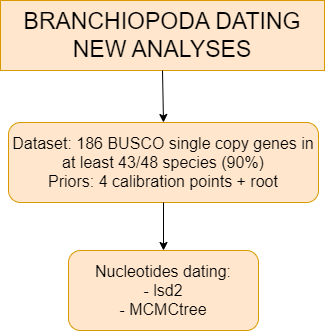 BRANCHIOPODA DATING
NEW ANALYSES
Dataset: 186 BUSCO single copy genes in
at least 43/48 species (90%)
Priors: 4 calibration points + root
Nucleotides dating:
- lsd2
- MCMCtree